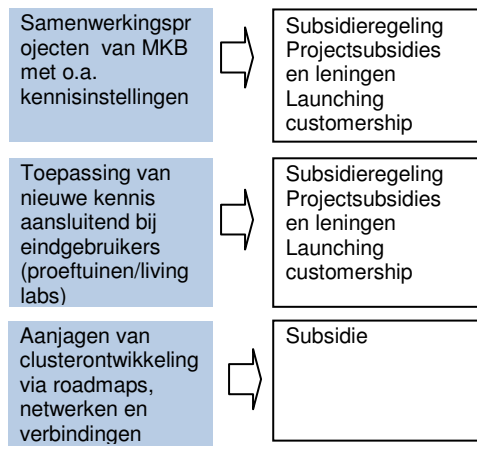 Samenwerkingspr
ojecten van MKB
met o.a.
kennisinstellingen
Subsidieregeling
Projectsubsidies
en leningen
Launching
customership
Toepassing van
nieuwe kennis
aansluitend bij
eindgebruikers
(proeftuinen/living
labs)
Subsidieregeling
Projectsubsidies
en leningen
Launching
customership
Aanjagen van
clusterontwikkeling
via roadmaps,
netwerken en
verbindingen
Subsidie